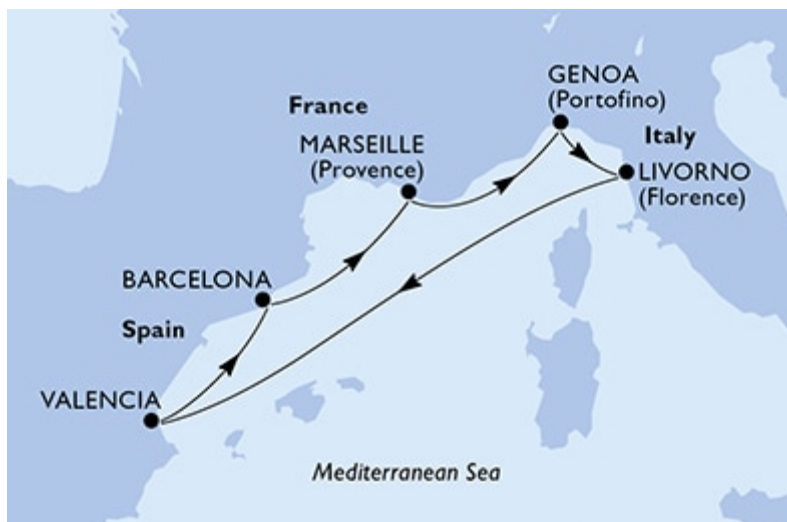 GENOA
(Portofino)
France
Italy
MARSEILLE
(Provence)
LIVORNO
(Florence)
BARCELONA
Spain
VALENCIA
Mediterranean Sea